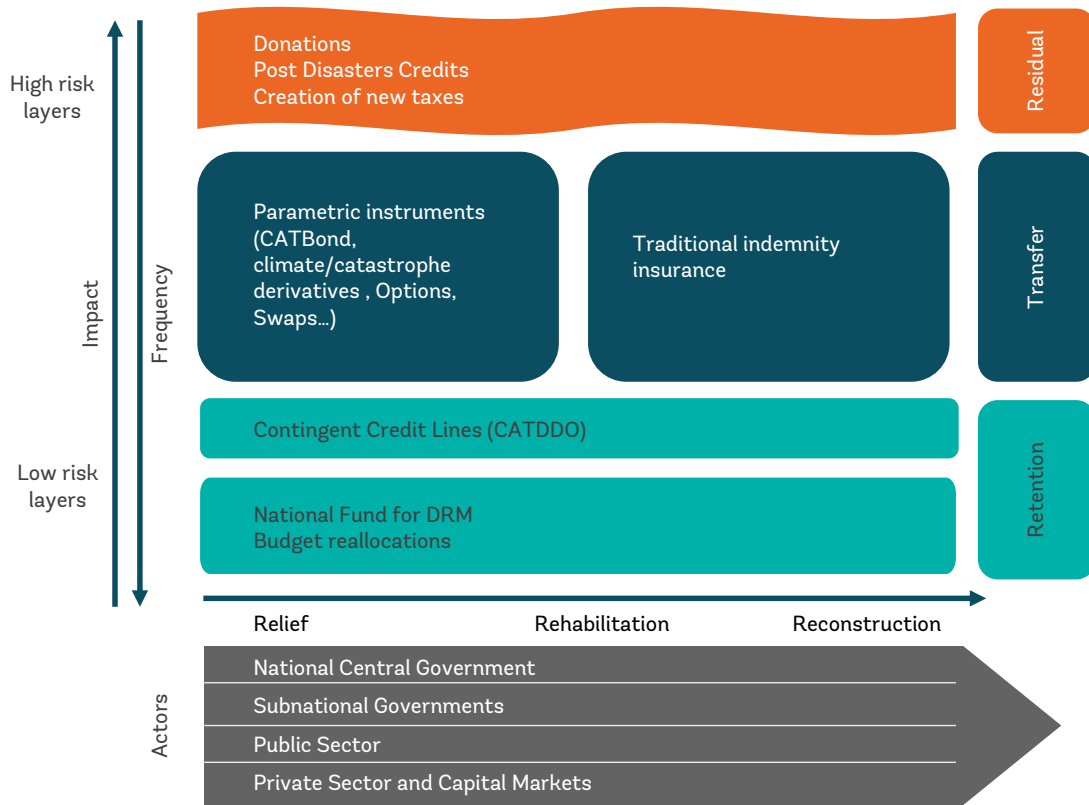 High risk
layers
Donations
Post Disasters Credits
Creation of new taxes
Residual
Impact
Frequency
Parametric instruments
(CATBond,
climate/catastrophe
derivatives , Options,
Swaps...)
Traditional indemnity
insurance
Transfer
Low risk
layers
Contingent Credit Lines (CATDDO)
National Fund for DRM
Budget reallocations
Retention
Relief
Rehabilitation
Reconstruction
Actors
National Central Government
Subnational Governments
Public Sector
Private Sector and Capital Markets